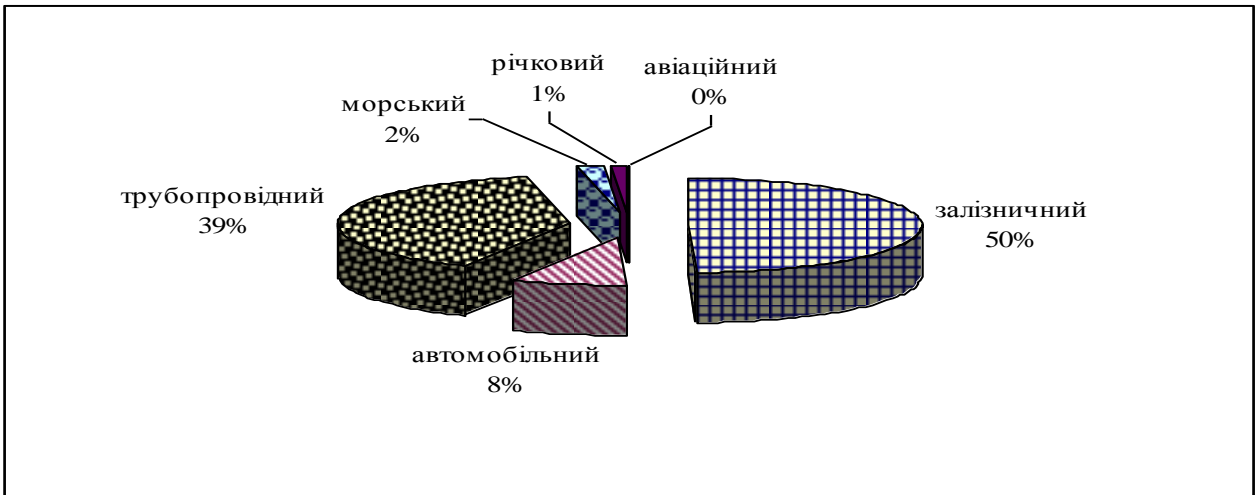 річковий
1%
авіаційний
0%
морський
2%
трубопровідний
39%
залізничний
50%
автомобільний
8%